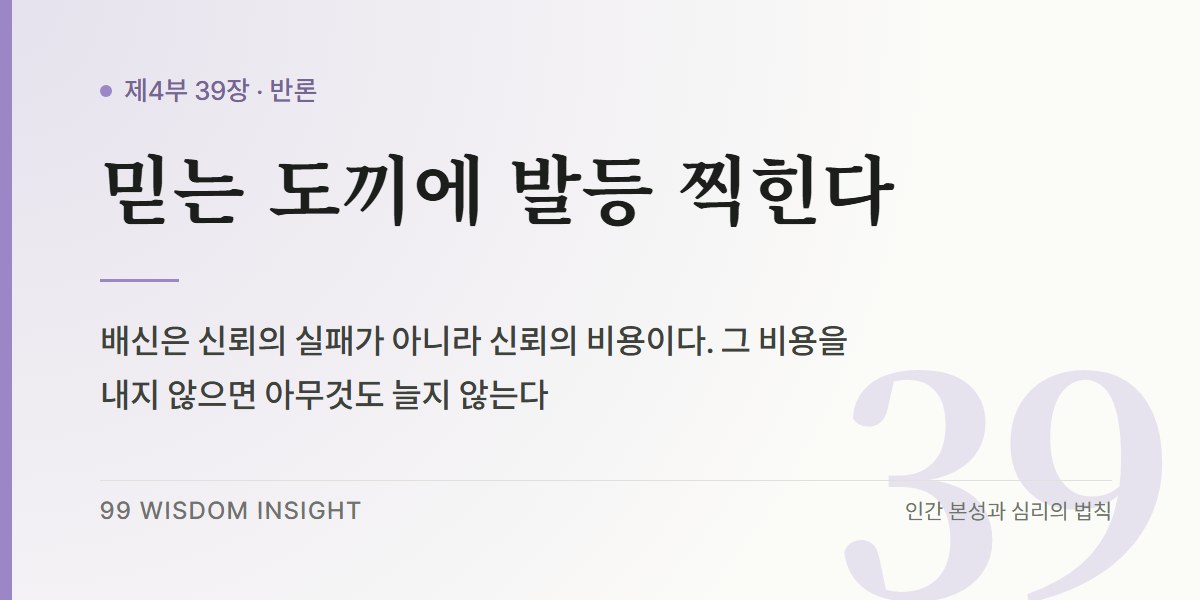 제4부 39장 · 반론
믿는 도끼에 발등 찍힌다
배신은 신뢰의 실패가 아니라 신뢰의 비용이다. 그 비용을
내지 않으면 아무것도 늘지 않는다
39
99 WISDOM INSIGHT
인간 본성과 심리의 법칙